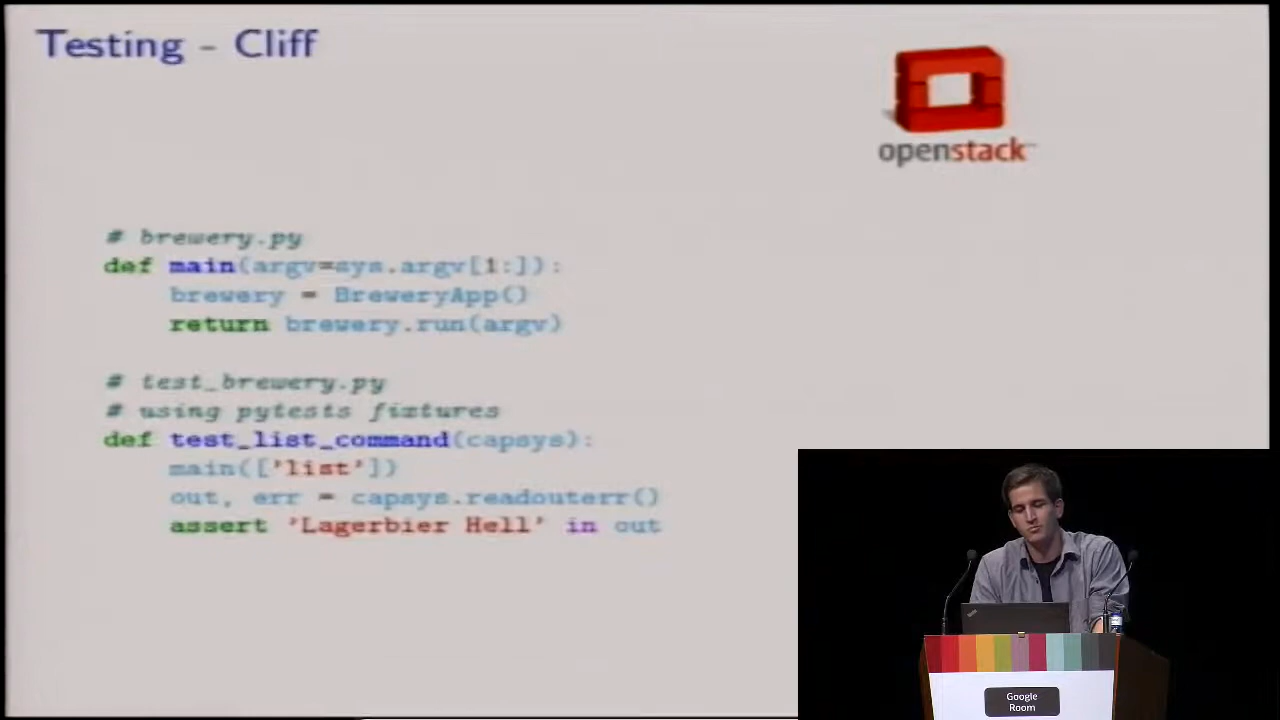 Testing - Cliff
openstack
# brewery.py
def main(argv=sys.argv[1:]):
    brewery = BreweryApp()
    return brewery.run(argv)
# test_brewery.py
# using pytests fixtures
def test_list_command(capsys):
    main(['list'])
    out, err = capsys.readouterr()
    assert 'Lagerbier Hell' in out
Google
Room